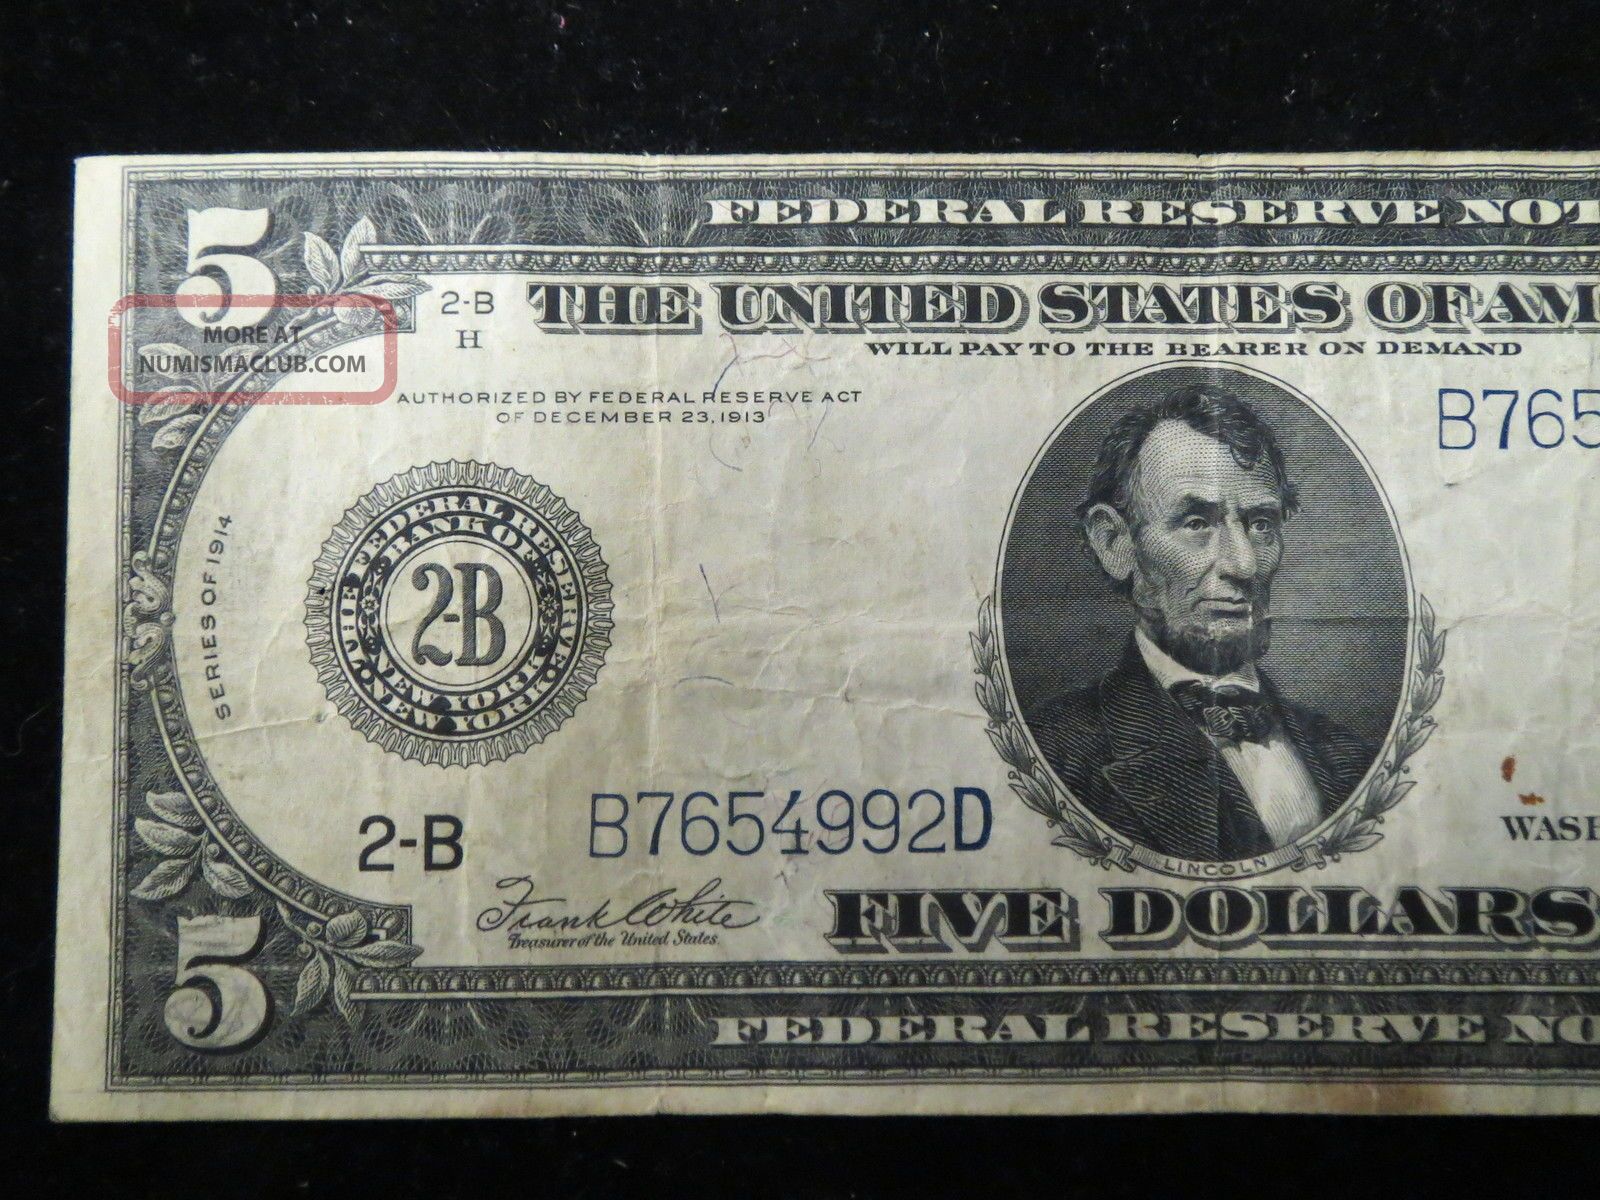 FEDERAL RESERVE NOT
5
2-B
H
THE UNITED STATES OF AM
WILL PAY TO THE BEARER ON DEMAND
MORE AT
NUMISMACLUB.COM
AUTHORIZED BY FEDERAL RESERVE ACT
OF DECEMBER 23, 1913
B765
SERIES OF 1914
THE FEDERAL RESERVE
BANK OF
2-B
NEW YORK
NEW YORK
2-B
B7654992D
WASH
LINCOLN
Frank White
Treasurer of the United States.
FIVE DOLLARS
5
FEDERAL RESERVE NO